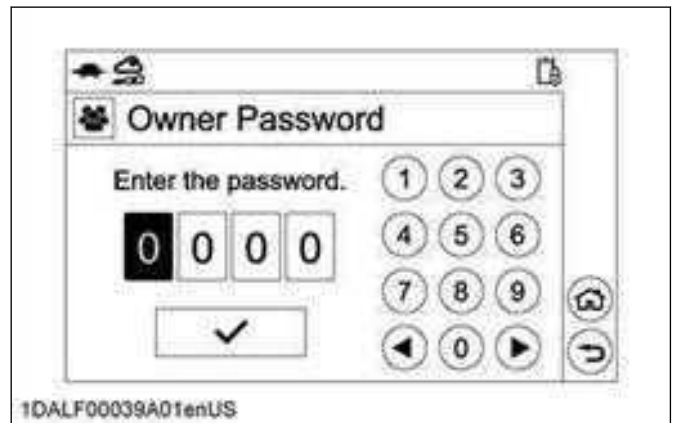 Owner Password
Enter the password.
1 2 3
0 0 0 0
4 5 6
7 8 9
0
1DALF00039A01enUS